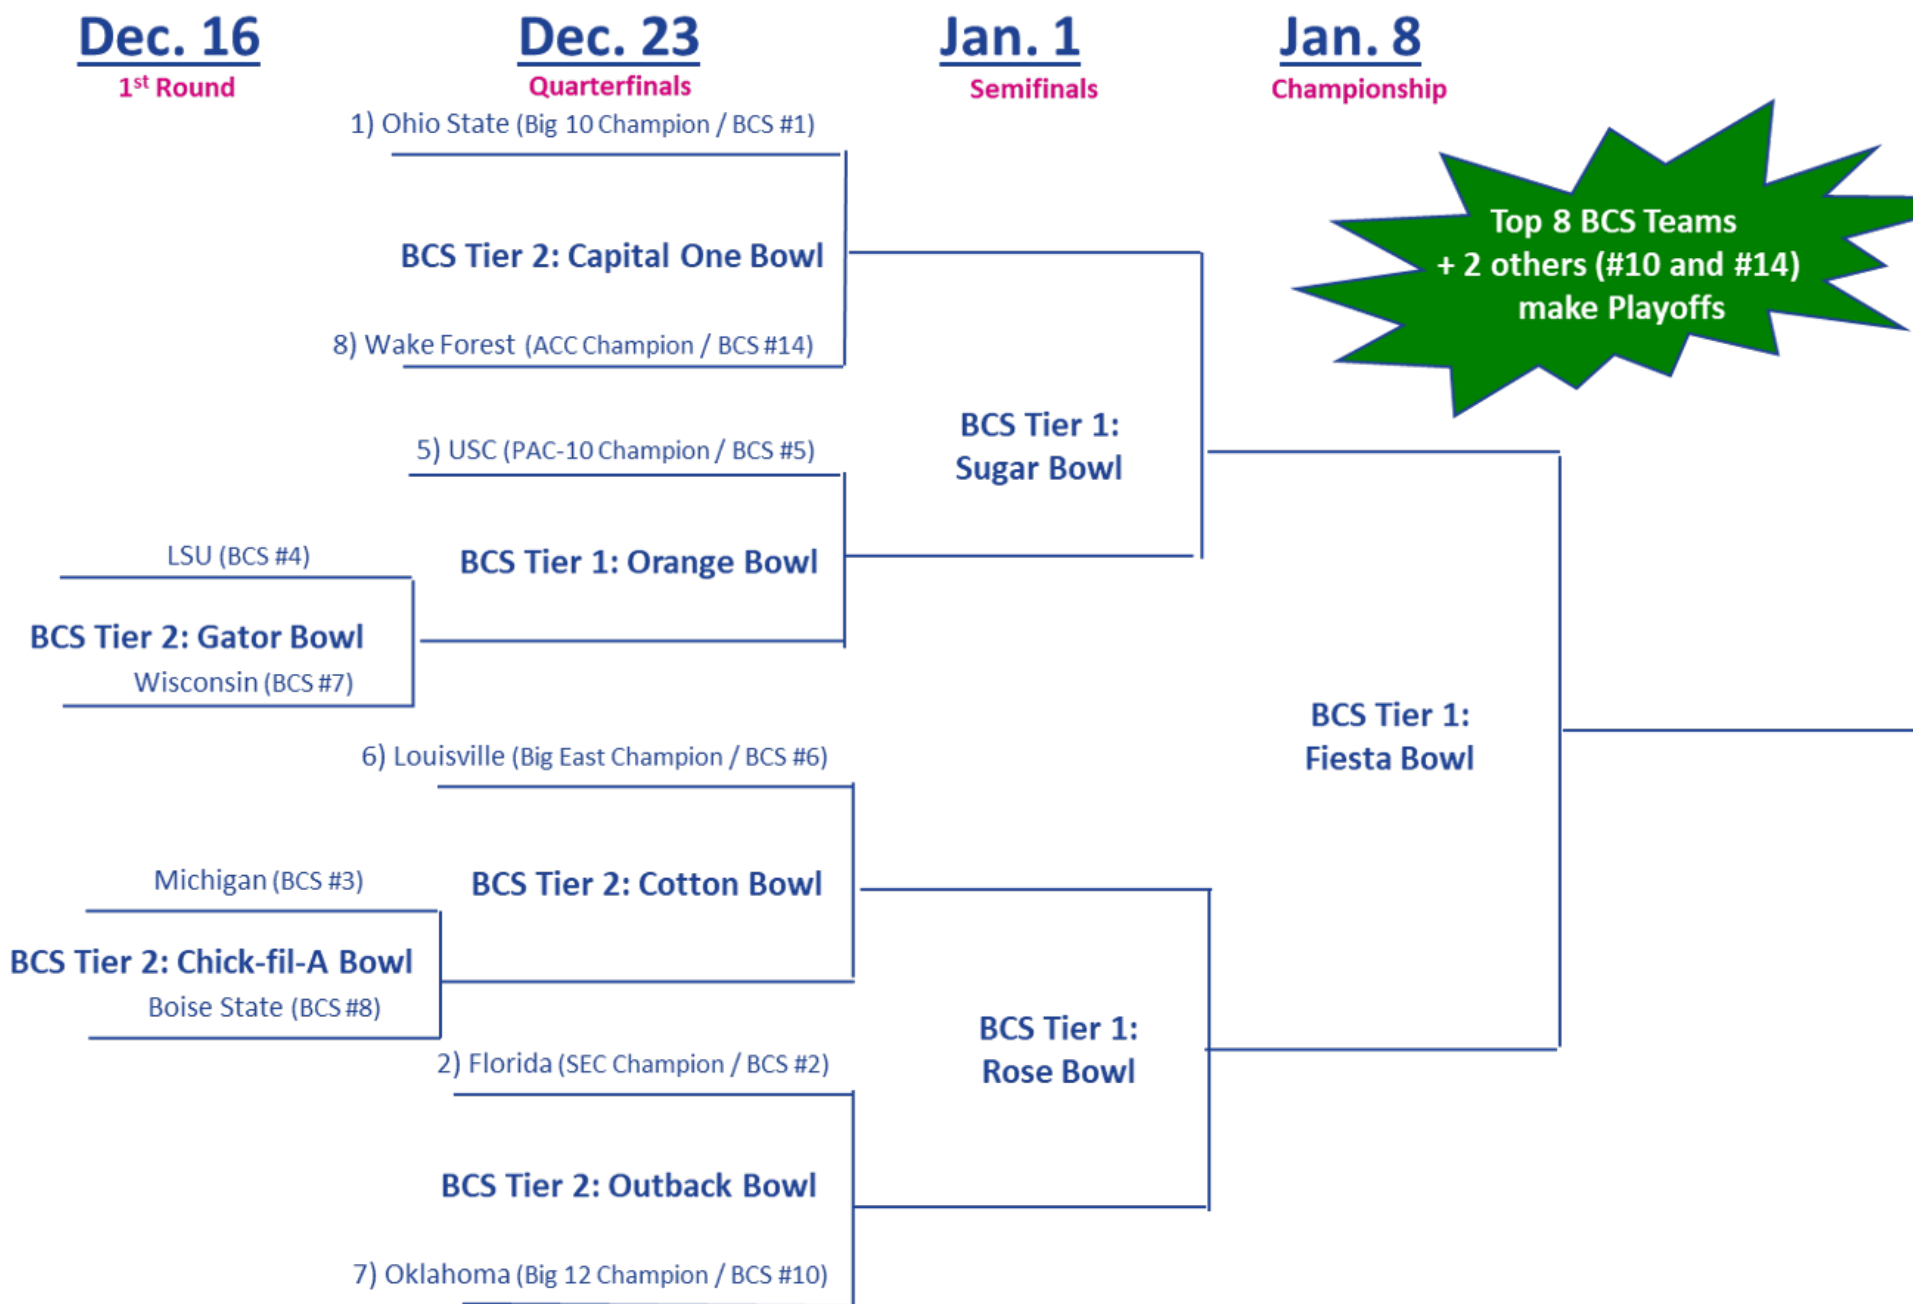 Dec. 16
1st Round
Dec. 23
Quarterfinals
Jan. 1
Semifinals
Jan. 8
Championship
1) Ohio State (Big 10 Champion / BCS #1)
BCS Tier 2: Capital One Bowl
8) Wake Forest (ACC Champion / BCS #14)
Top 8 BCS Teams
+ 2 others (#10 and #14)
make Playoffs
BCS Tier 1:
Sugar Bowl
5) USC (PAC-10 Champion / BCS #5)
LSU (BCS #4)
BCS Tier 1: Orange Bowl
BCS Tier 2: Gator Bowl
Wisconsin (BCS #7)
BCS Tier 1:
Fiesta Bowl
6) Louisville (Big East Champion / BCS #6)
Michigan (BCS #3)
BCS Tier 2: Cotton Bowl
BCS Tier 2: Chick-fil-A Bowl
Boise State (BCS #8)
BCS Tier 1:
Rose Bowl
2) Florida (SEC Champion / BCS #2)
BCS Tier 2: Outback Bowl
7) Oklahoma (Big 12 Champion / BCS #10)